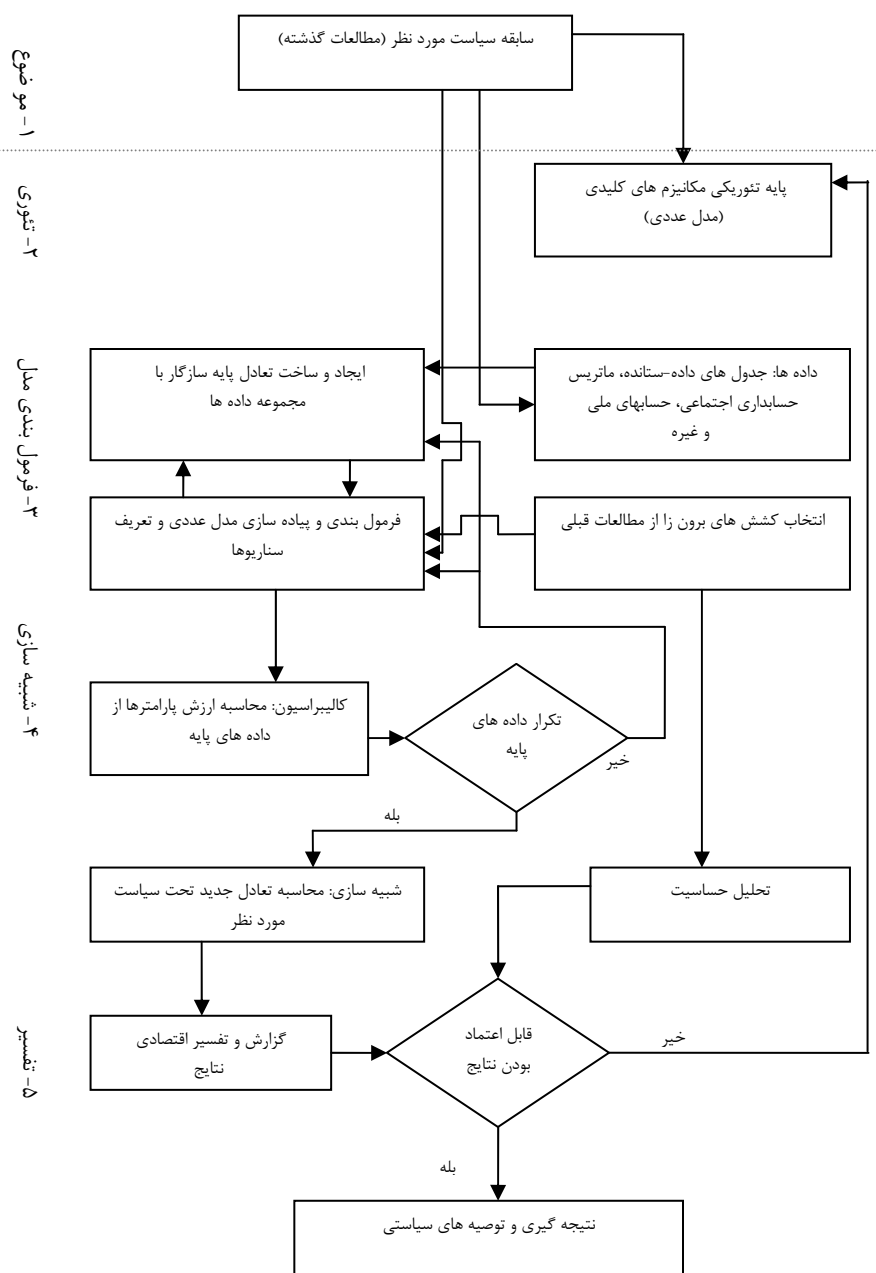 سابقه سیاست مورد نظر (مطالعات گذشته)
۱- مو ضوع
پایه تئوریکی مکانیزم های کلیدی
(مدل عددی)
۲- تئوری
داده ها: جدول های داده-ستانده، ماتریس
حسابداری اجتماعی، حسابهای ملی
و غیره
ایجاد و ساخت تعادل پایه سازگار با
مجموعه داده ها
۳-فرمول بندی مدل
انتخاب کشش های برون زا از مطالعات قبلی
فرمول بندی و پیاده سازی مدل عددی و تعریف
سناریوها
۴- شبیه سازی
تکرار داده های
پایه
کالیبراسیون: محاسبه ارزش پارامترها از
داده های پایه
خیر
بله
تحلیل حساسیت
شبیه سازی: محاسبه تعادل جدید تحت سیاست
مورد نظر
قابل اعتماد
بودن نتایج
گزارش و تفسیر اقتصادی
نتایج
خیر
۵- تفسیر
بله
نتیجه گیری و توصیه های سیاستی